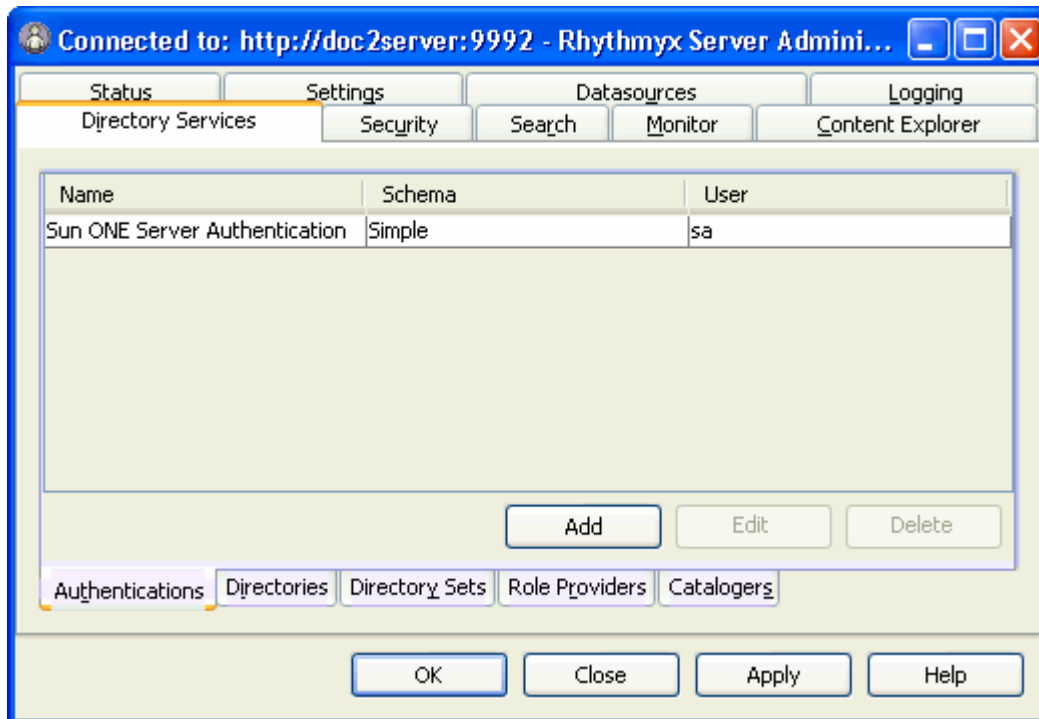 Connected to: http://doc2server:9992 - Rhythmyx Server Admini...
Status Settings Datasources Logging
Directory Services Security Search Monitor Content Explorer
Name Schema User
Sun ONE Server Authentication Simple sa
Add Edit Delete
Authentications Directories Directory Sets Role Providers Catalogers
OK Close Apply Help